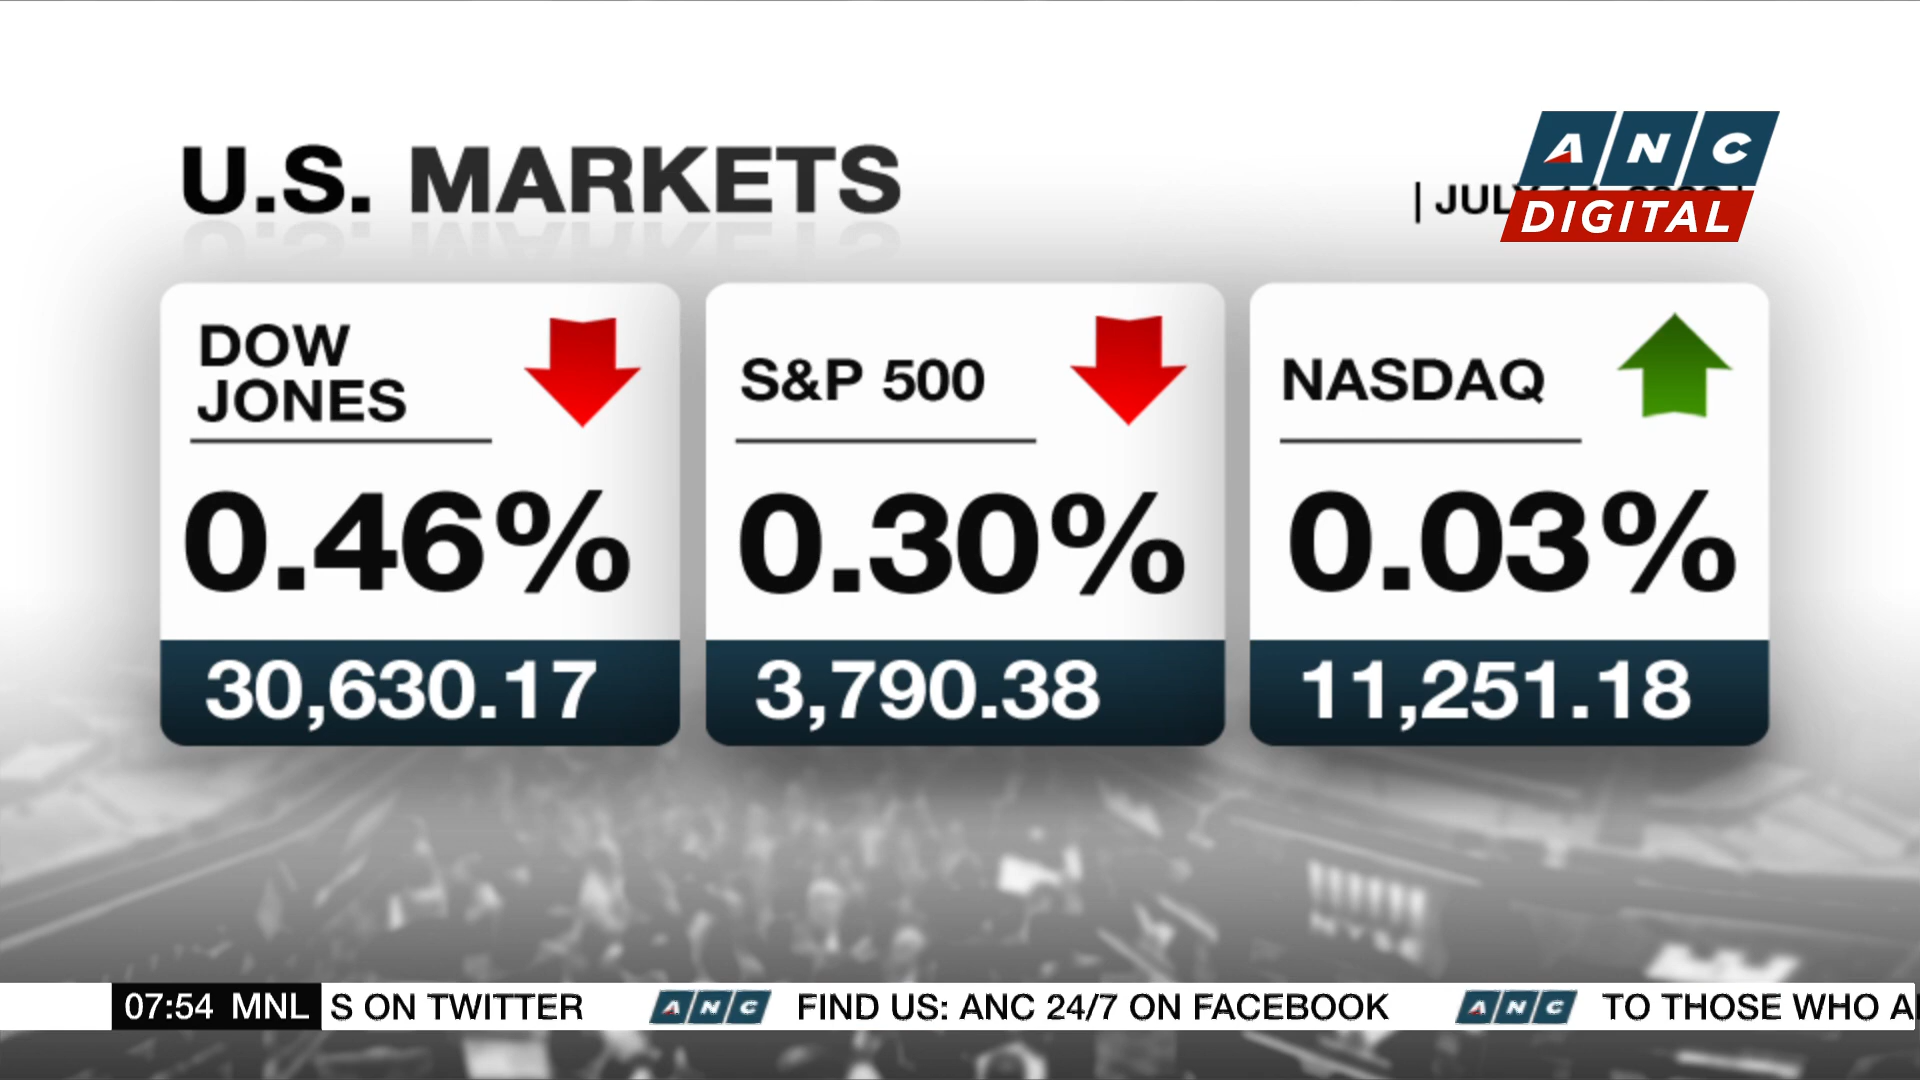 U.S. MARKETS
| JULY
ANC
DIGITAL
DOW
JONES
0.46%
30,630.17
S&P 500
0.30%
3,790.38
NASDAQ
0.03%
11,251.18
NYSE
07:54 MNL S ON TWITTER ANC FIND US: ANC 24/7 ON FACEBOOK ANC TO THOSE WHO